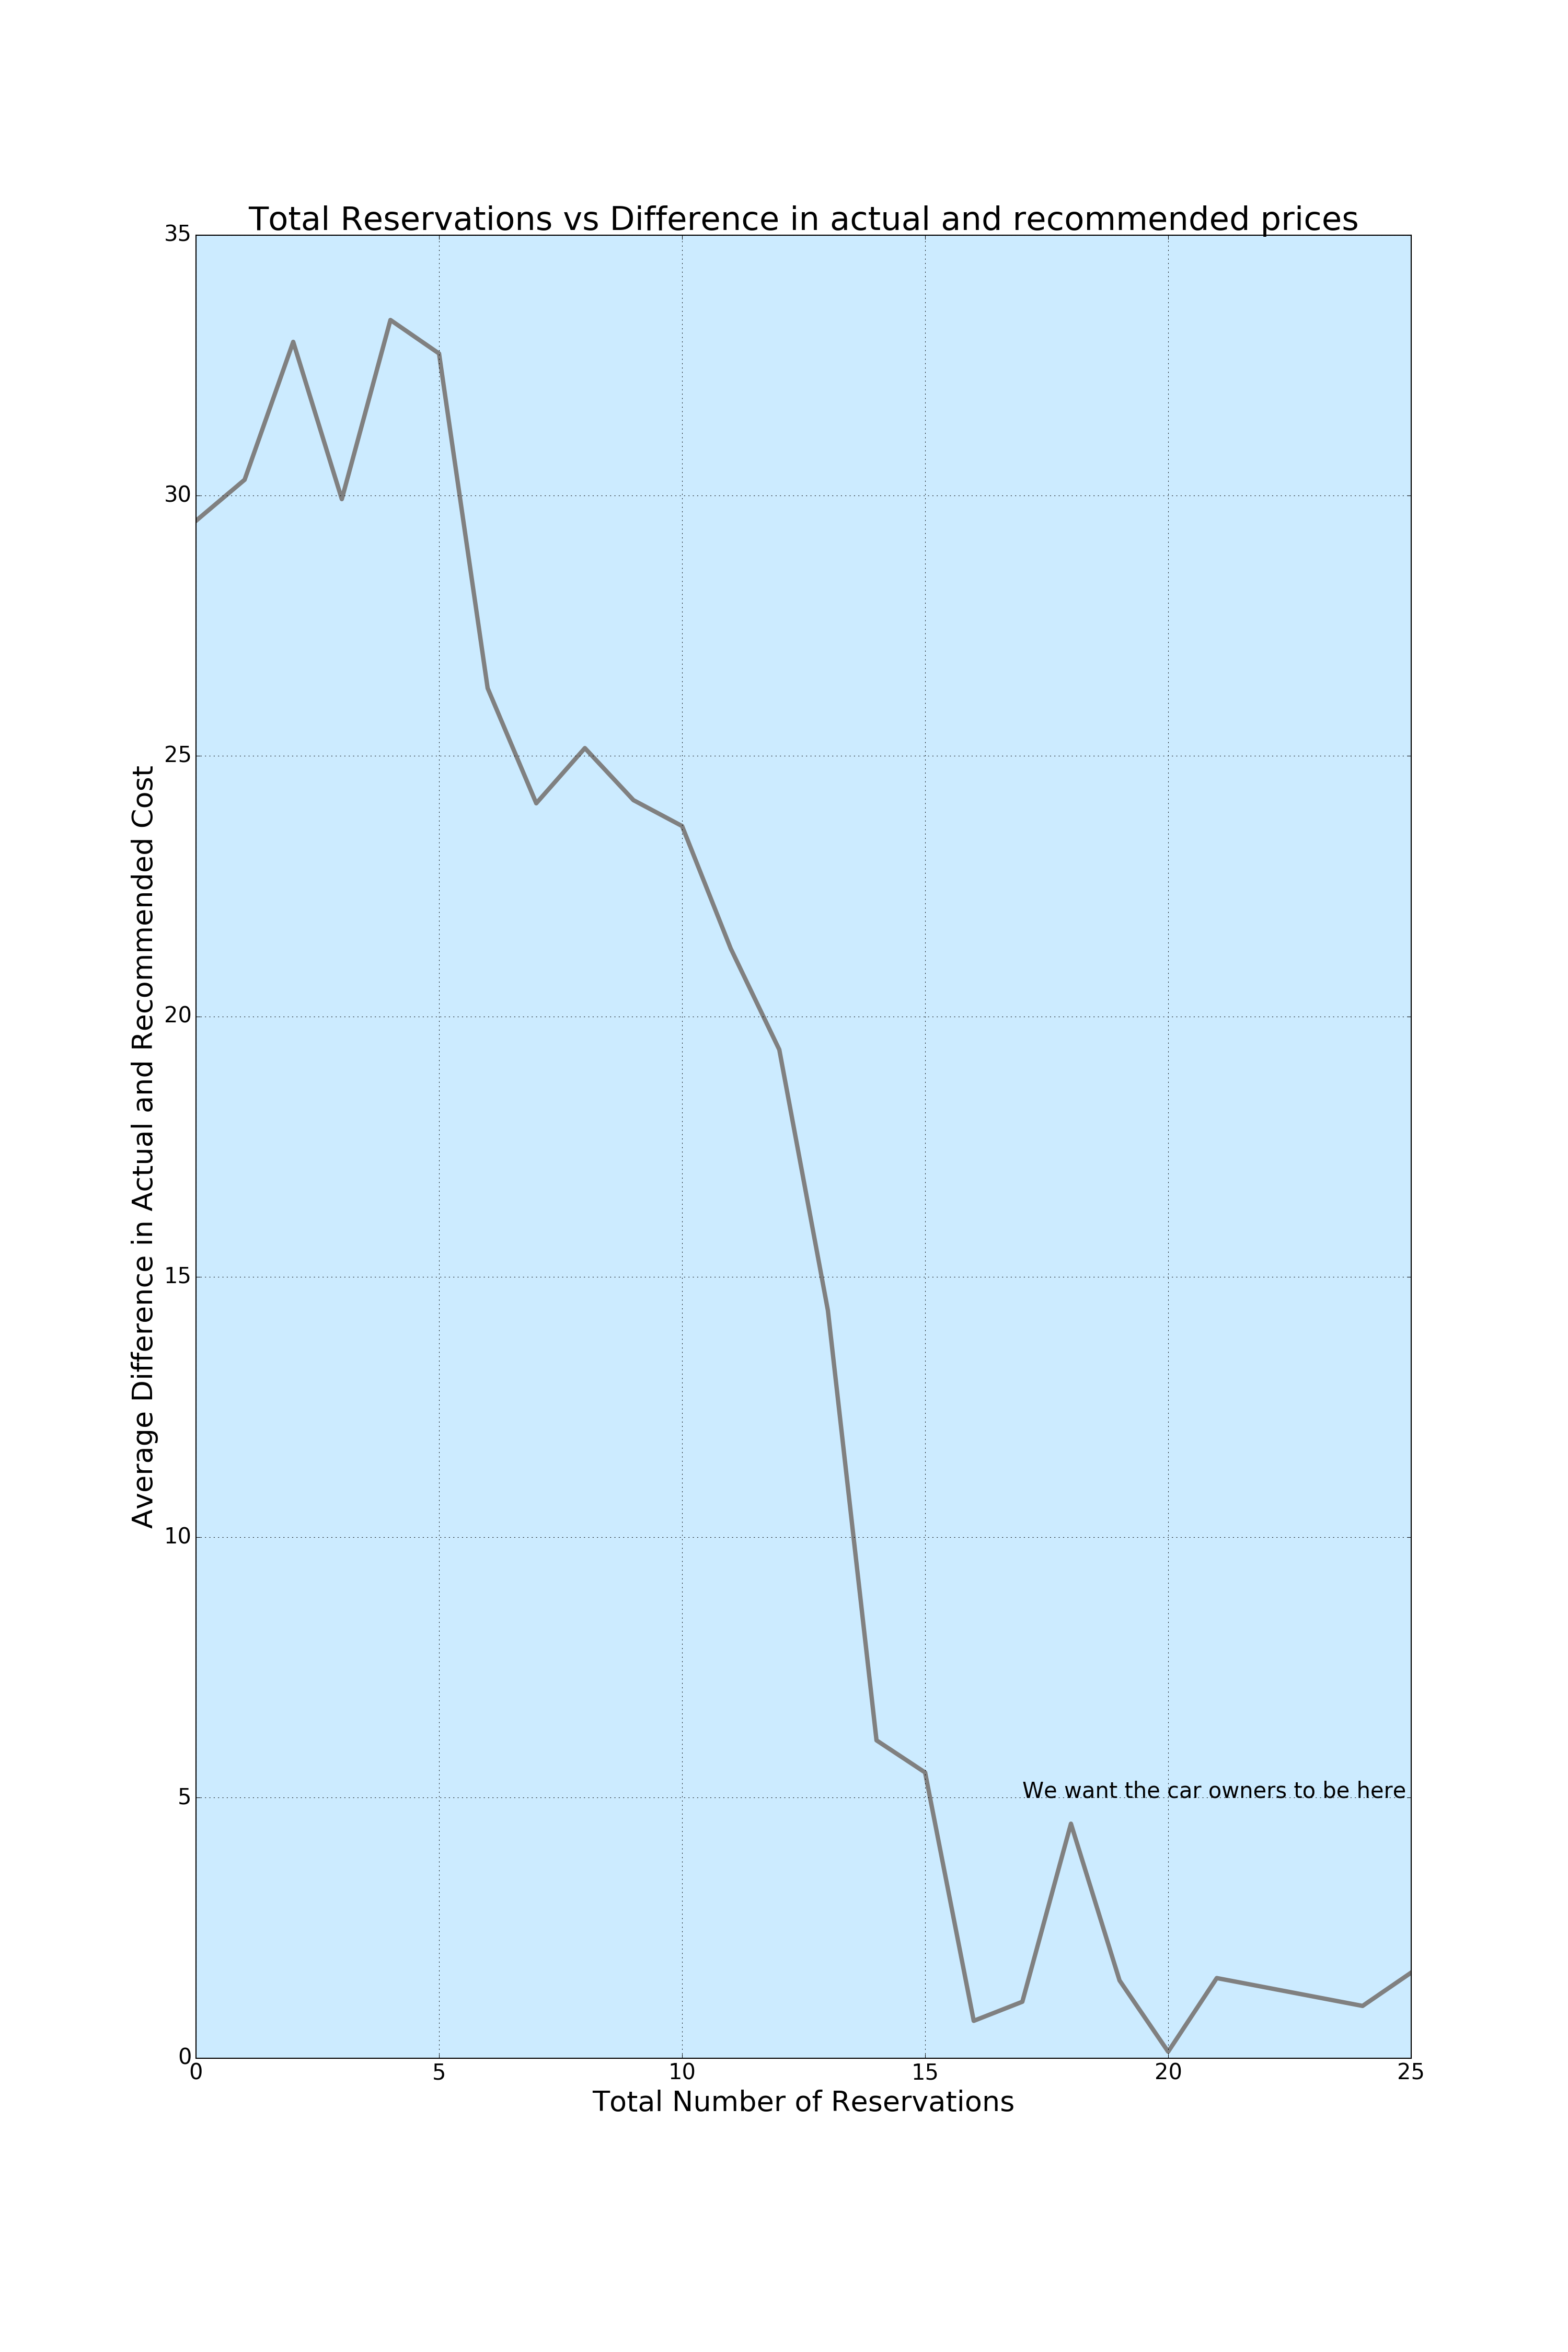 Total Reservations vs Difference in actual and recommended prices
35
30
25
20
15
10
5
0
Average Difference in Actual and Recommended Cost
We want the car owners to be here
0 5 10 15 20 25
Total Number of Reservations